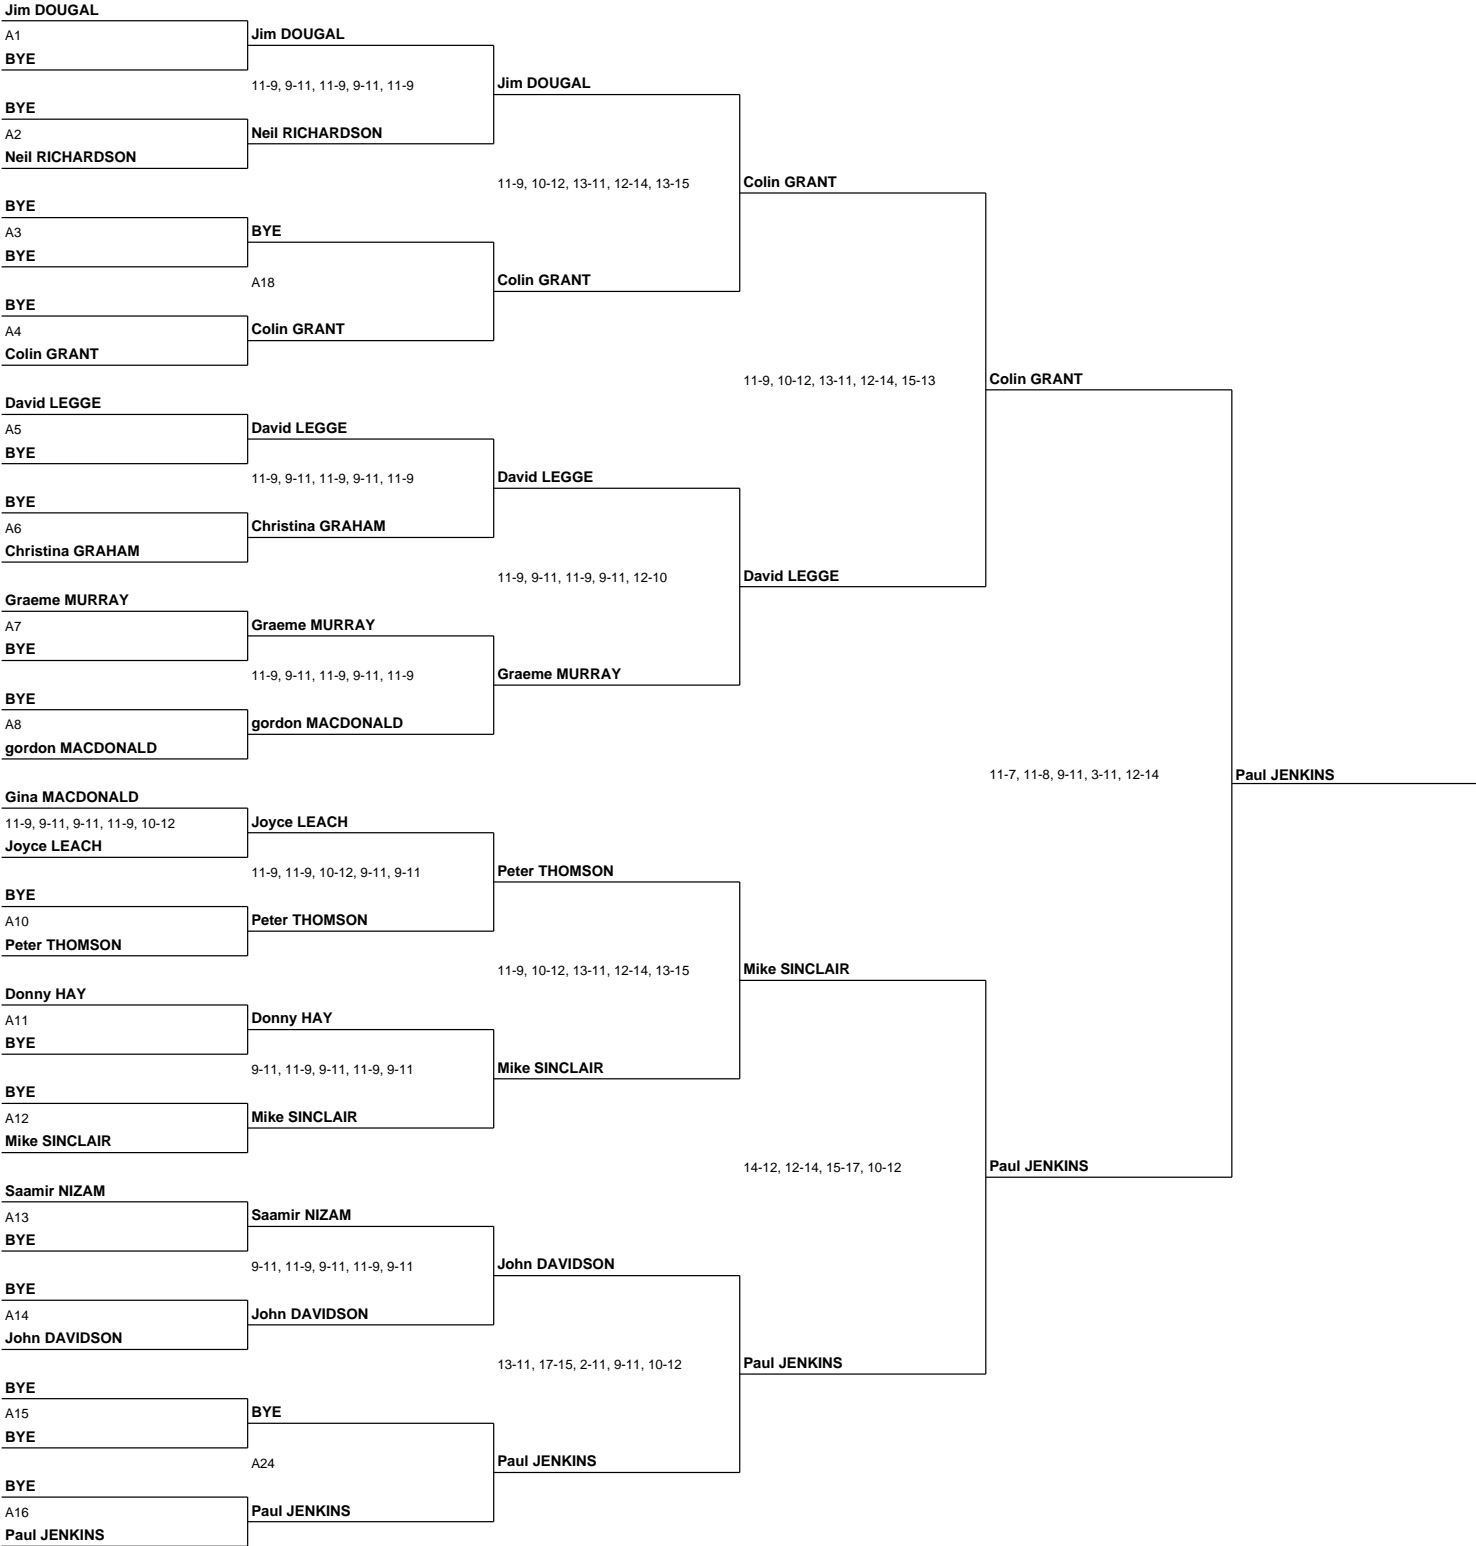 Jim DOUGAL
A1
BYE
BYE
A2
Neil RICHARDSON
BYE
A3
BYE
BYE
A4
Colin GRANT
David LEGGE
A5
BYE
BYE
A6
Christina GRAHAM
Graeme MURRAY
A7
BYE
BYE
A8
gordon MACDONALD
Gina MACDONALD
11-9, 9-11, 9-11, 11-9, 10-12
Joyce LEACH
BYE
A10
Peter THOMSON
Donny HAY
A11
BYE
BYE
A12
Mike SINCLAIR
Saamir NIZAM
A13
BYE
BYE
A14
John DAVIDSON
BYE
A15
BYE
BYE
A16
Paul JENKINS
Jim DOUGAL
11-9, 9-11, 11-9, 9-11, 11-9
Neil RICHARDSON
BYE
A18
Colin GRANT
David LEGGE
11-9, 9-11, 11-9, 9-11, 11-9
Christina GRAHAM
Graeme MURRAY
11-9, 9-11, 11-9, 9-11, 11-9
gordon MACDONALD
Joyce LEACH
11-9, 11-9, 10-12, 9-11, 9-11
Peter THOMSON
Donny HAY
9-11, 11-9, 9-11, 11-9, 9-11
Mike SINCLAIR
Saamir NIZAM
9-11, 11-9, 9-11, 11-9, 9-11
John DAVIDSON
BYE
A24
Paul JENKINS
Jim DOUGAL
11-9, 10-12, 13-11, 12-14, 13-15
Colin GRANT
David LEGGE
11-9, 9-11, 11-9, 9-11, 12-10
Graeme MURRAY
Peter THOMSON
11-9, 10-12, 13-11, 12-14, 13-15
Mike SINCLAIR
John DAVIDSON
13-11, 17-15, 2-11, 9-11, 10-12
Paul JENKINS
Colin GRANT
11-9, 10-12, 13-11, 12-14, 15-13
David LEGGE
Mike SINCLAIR
14-12, 12-14, 15-17, 10-12
Paul JENKINS
Colin GRANT
11-7, 11-8, 9-11, 3-11, 12-14
Paul JENKINS
Paul JENKINS